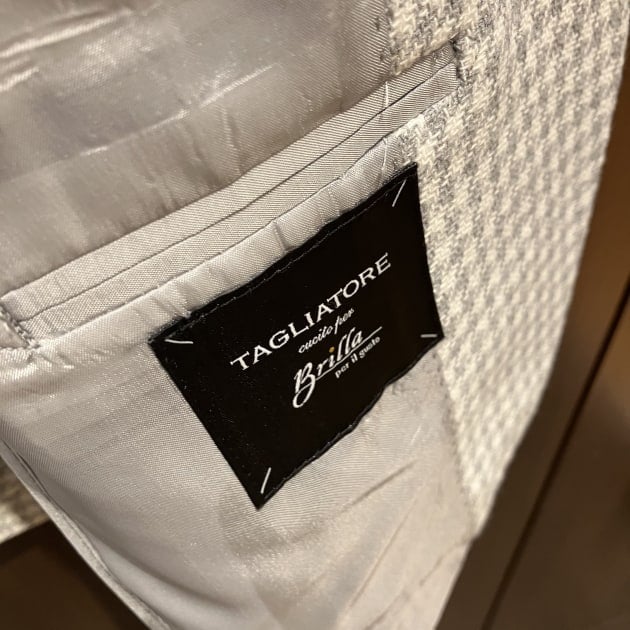 TAGLIATORE
cucito per
Brilla
per il gusto